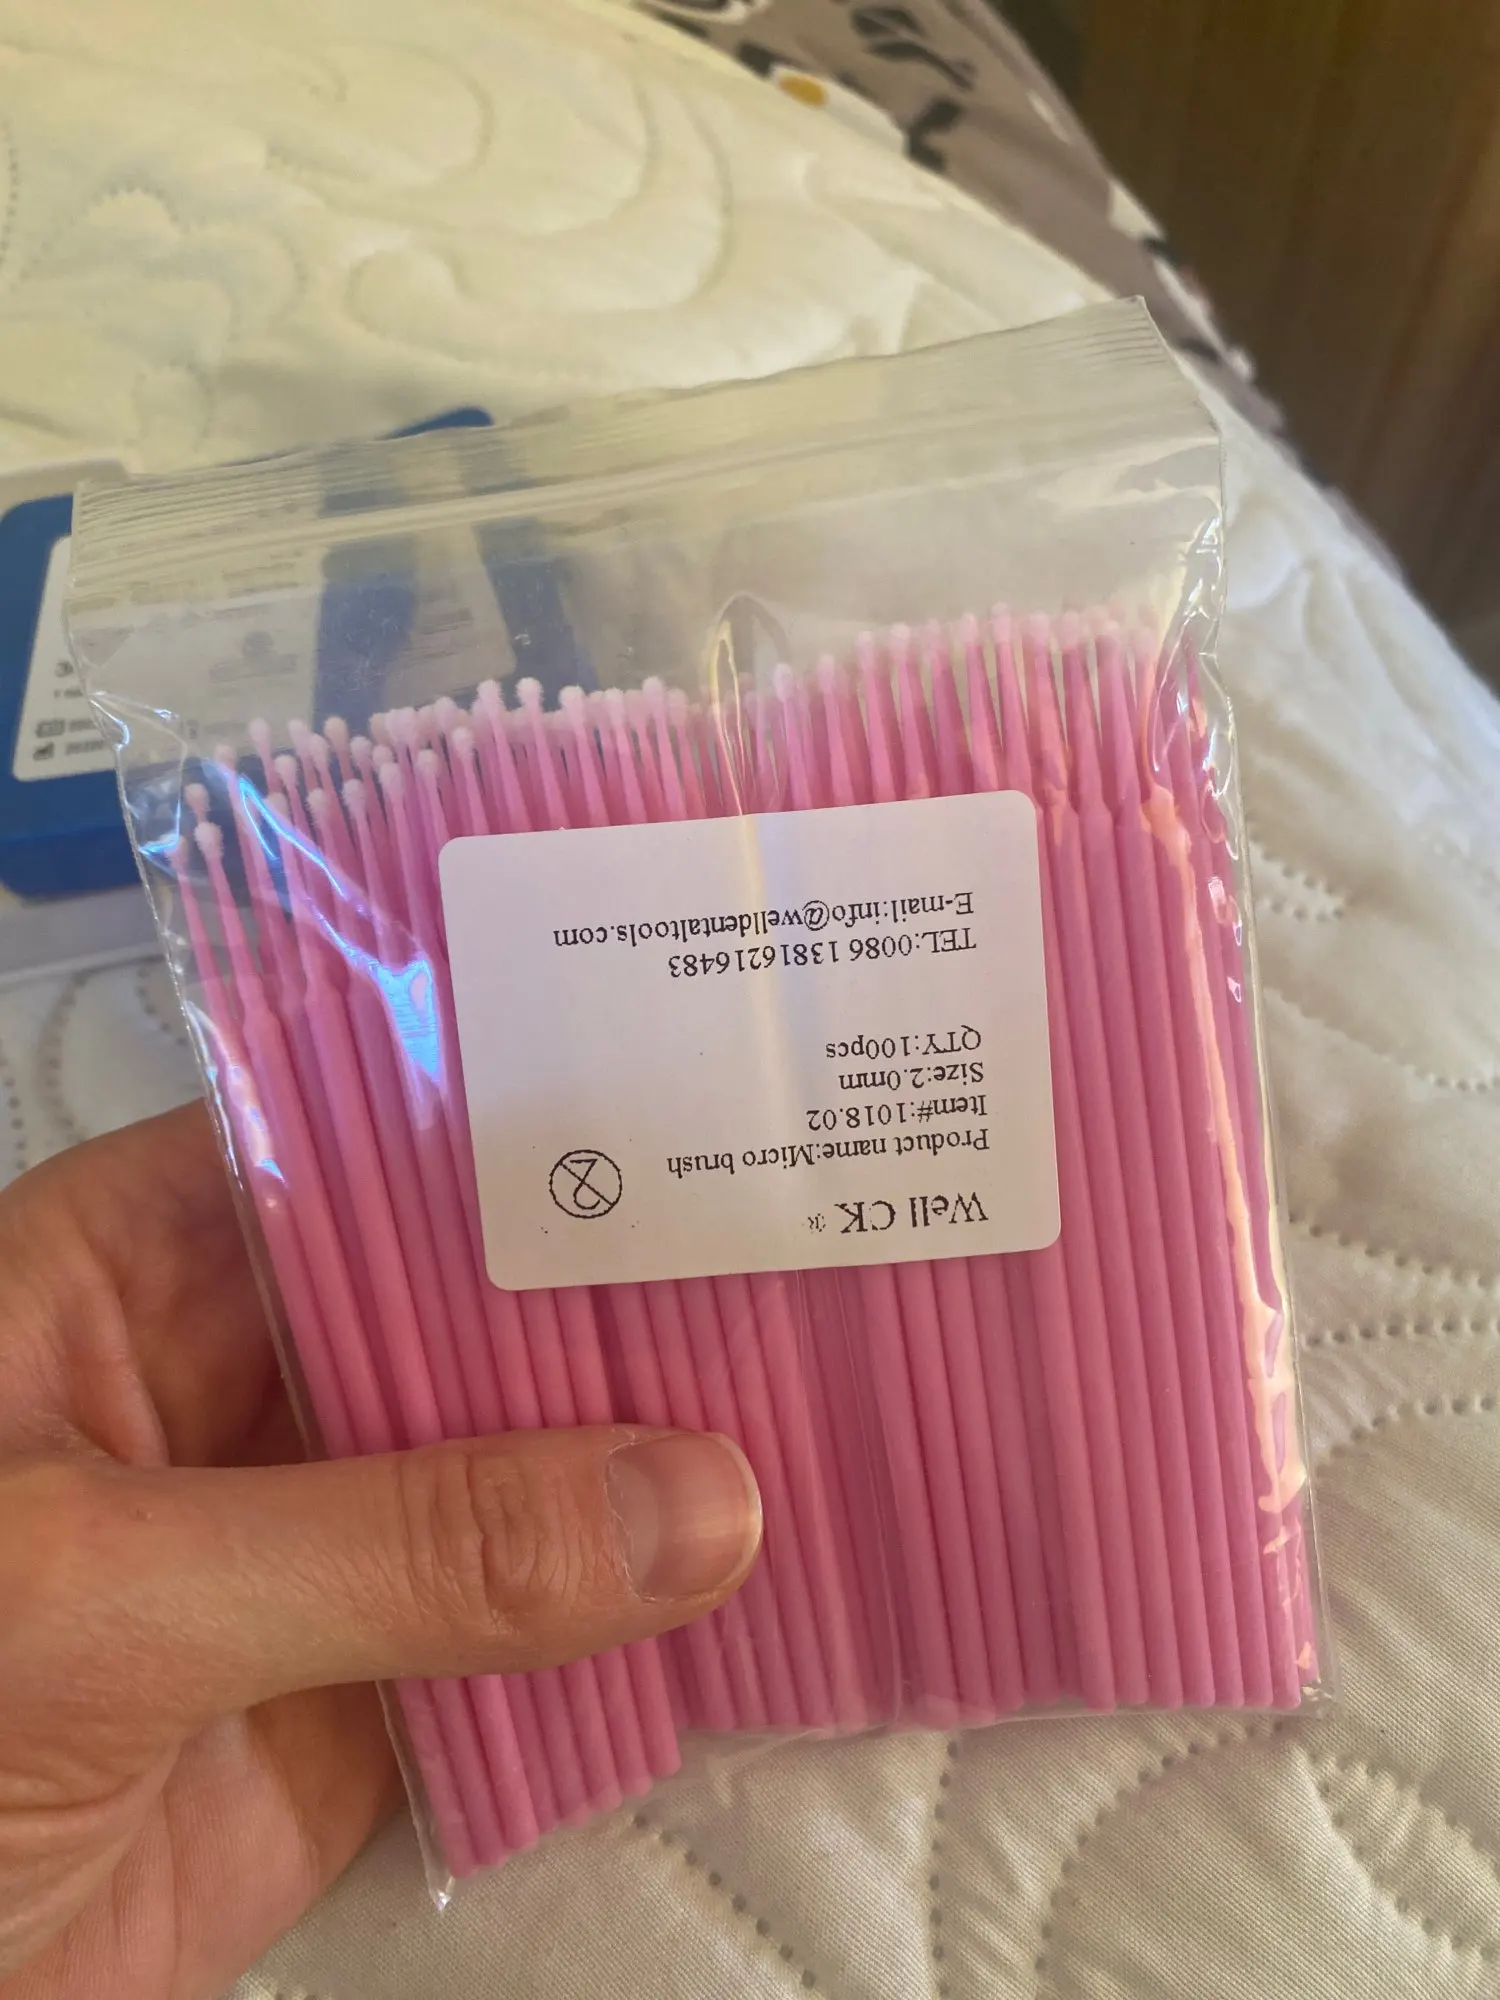 Well CK ®
Product name:Micro brush
Item#:1018.02
Size:2.0mm
QTY:100pcs
TEL:0086 13816216483
E-mail:info@welldentaltools.com
2